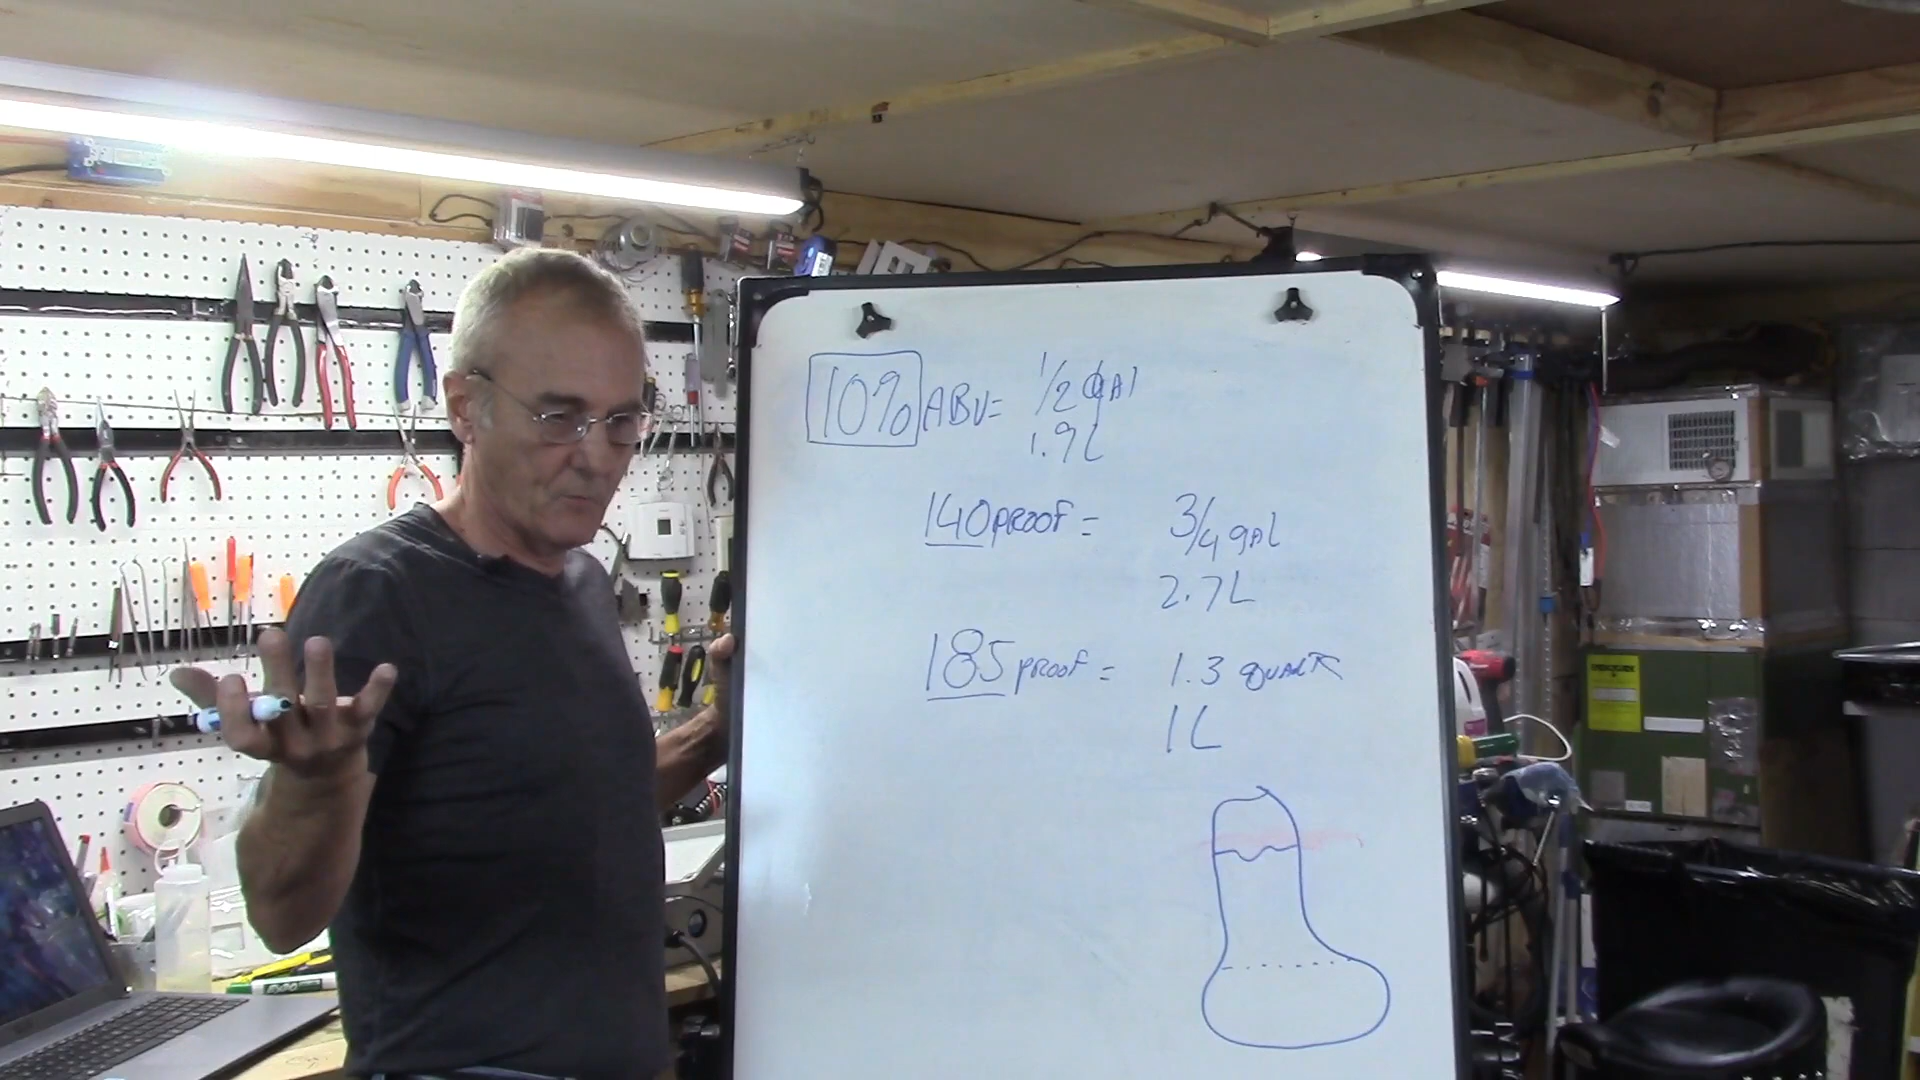 10% ABV= 1/2 GAl
1.9L
140 PROOF = 3/4 gAL
2.7L
185 PROOF = 1.3 QUART
1L